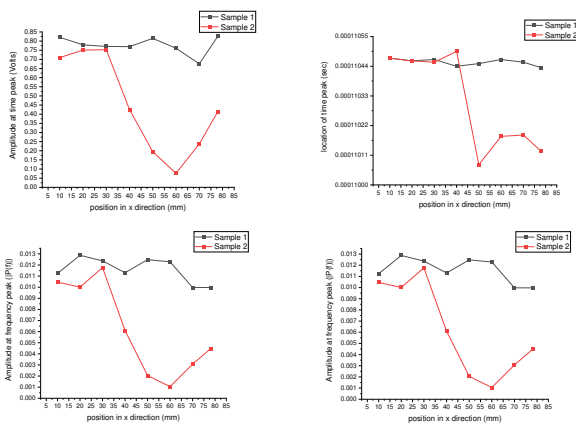 Sample 1
Sample 2
Amplitude at time peak (Volts)
0.85
0.80
0.75
0.70
0.65
0.60
0.55
0.50
0.45
0.40
0.35
0.30
0.25
0.20
0.15
0.10
0.05
0.00
5 10 15 20 25 30 35 40 45 50 55 60 65 70 75 80 85
position in x direction (mm)
Sample 1
Sample 2
location of time peak (sec)
0.00011055
0.00011044
0.00011033
0.00011022
0.00011011
0.00011000
5 10 15 20 25 30 35 40 45 50 55 60 65 70 75 80 85
position in x direction (mm)
Sample 1
Sample 2
Amplitude at frequency peak (|P(f)|)
0.013
0.012
0.011
0.010
0.009
0.008
0.007
0.006
0.005
0.004
0.003
0.002
0.001
0.000
5 10 15 20 25 30 35 40 45 50 55 60 65 70 75 80 85
position in x direction (mm)
Sample 1
Sample 2
Amplitude at frequency peak (|P(f)|)
0.013
0.012
0.011
0.010
0.009
0.008
0.007
0.006
0.005
0.004
0.003
0.002
0.001
0.000
5 10 15 20 25 30 35 40 45 50 55 60 65 70 75 80 85
position in x direction (mm)